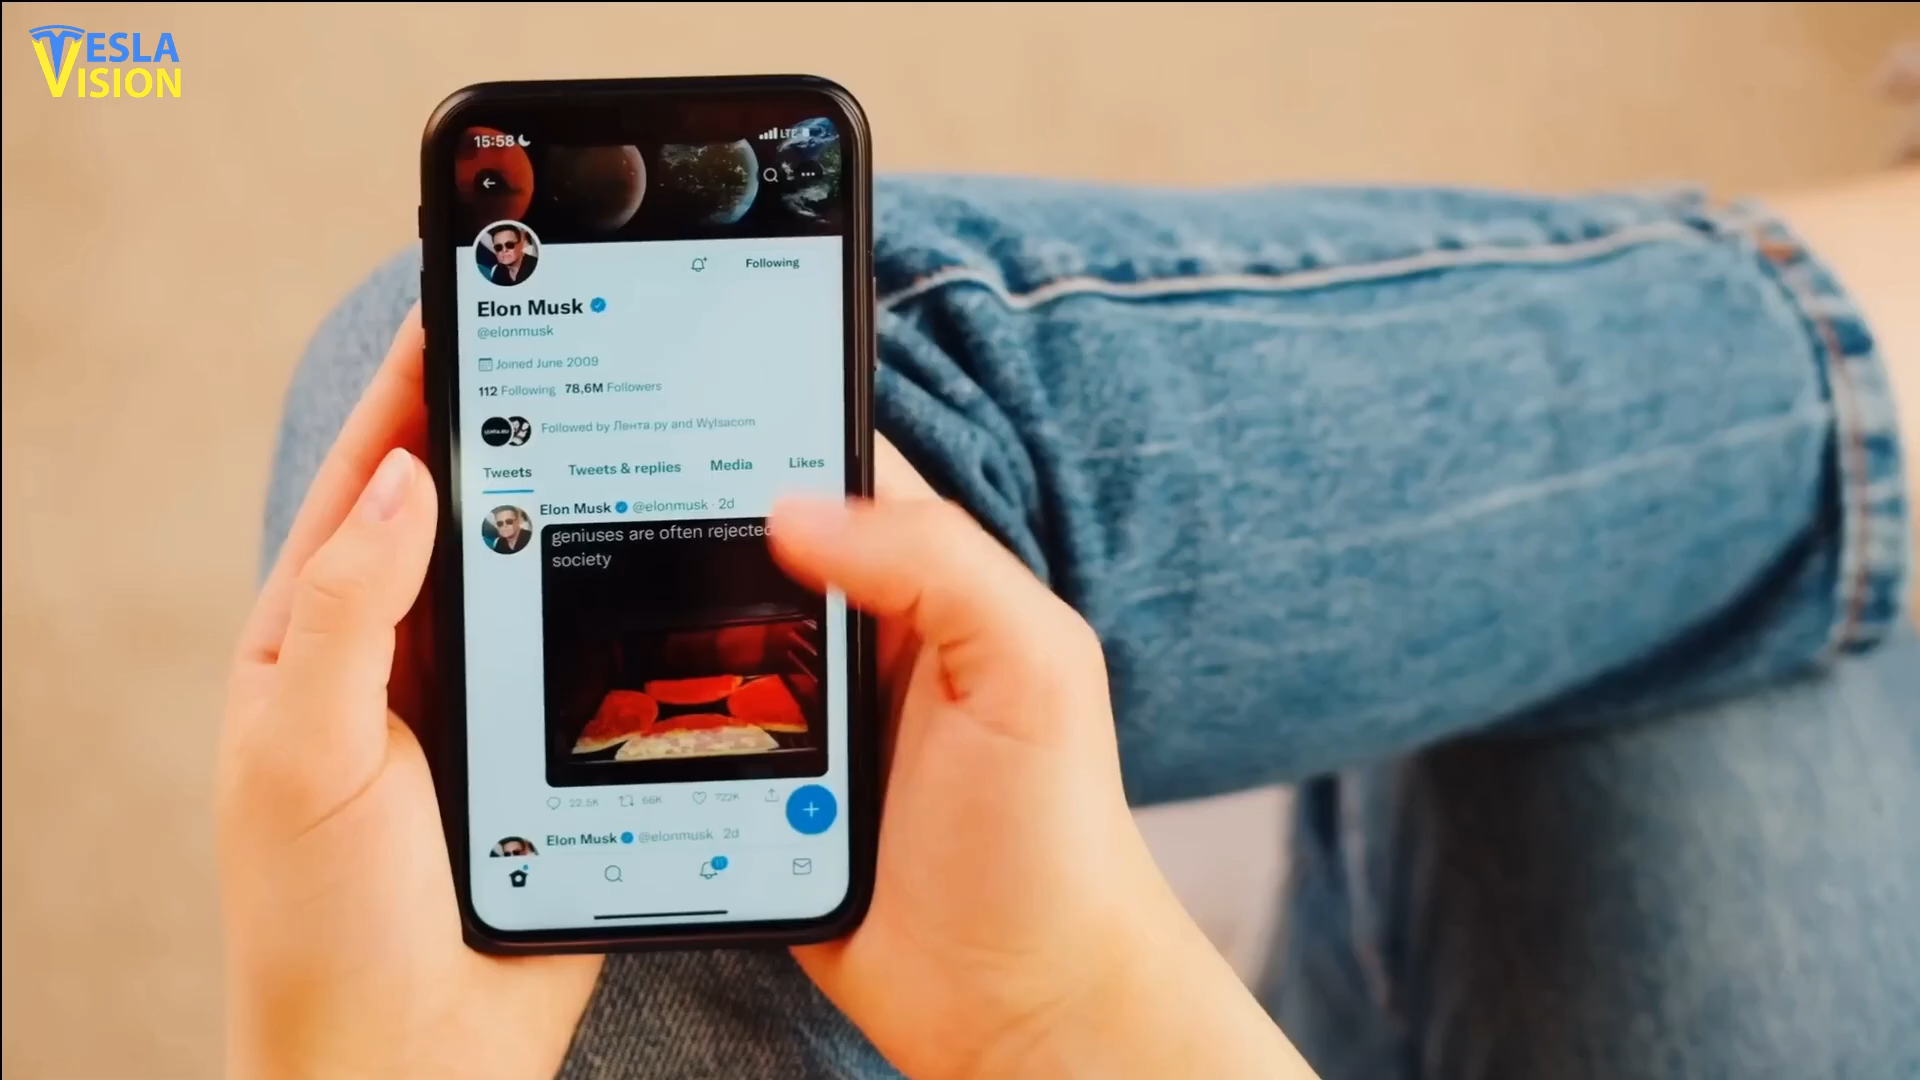 TESLA
VISION
15:58
LTE
Following
Elon Musk
@elonmusk
Joined June 2009
112 Following 78,6M Followers
Followed by Лента.ру and Wylsacom
Tweets Tweets & replies Media Likes
Elon Musk @elonmusk · 2d
geniuses are often rejected
society
22.5K 66K 722K
Elon Musk @elonmusk 2d